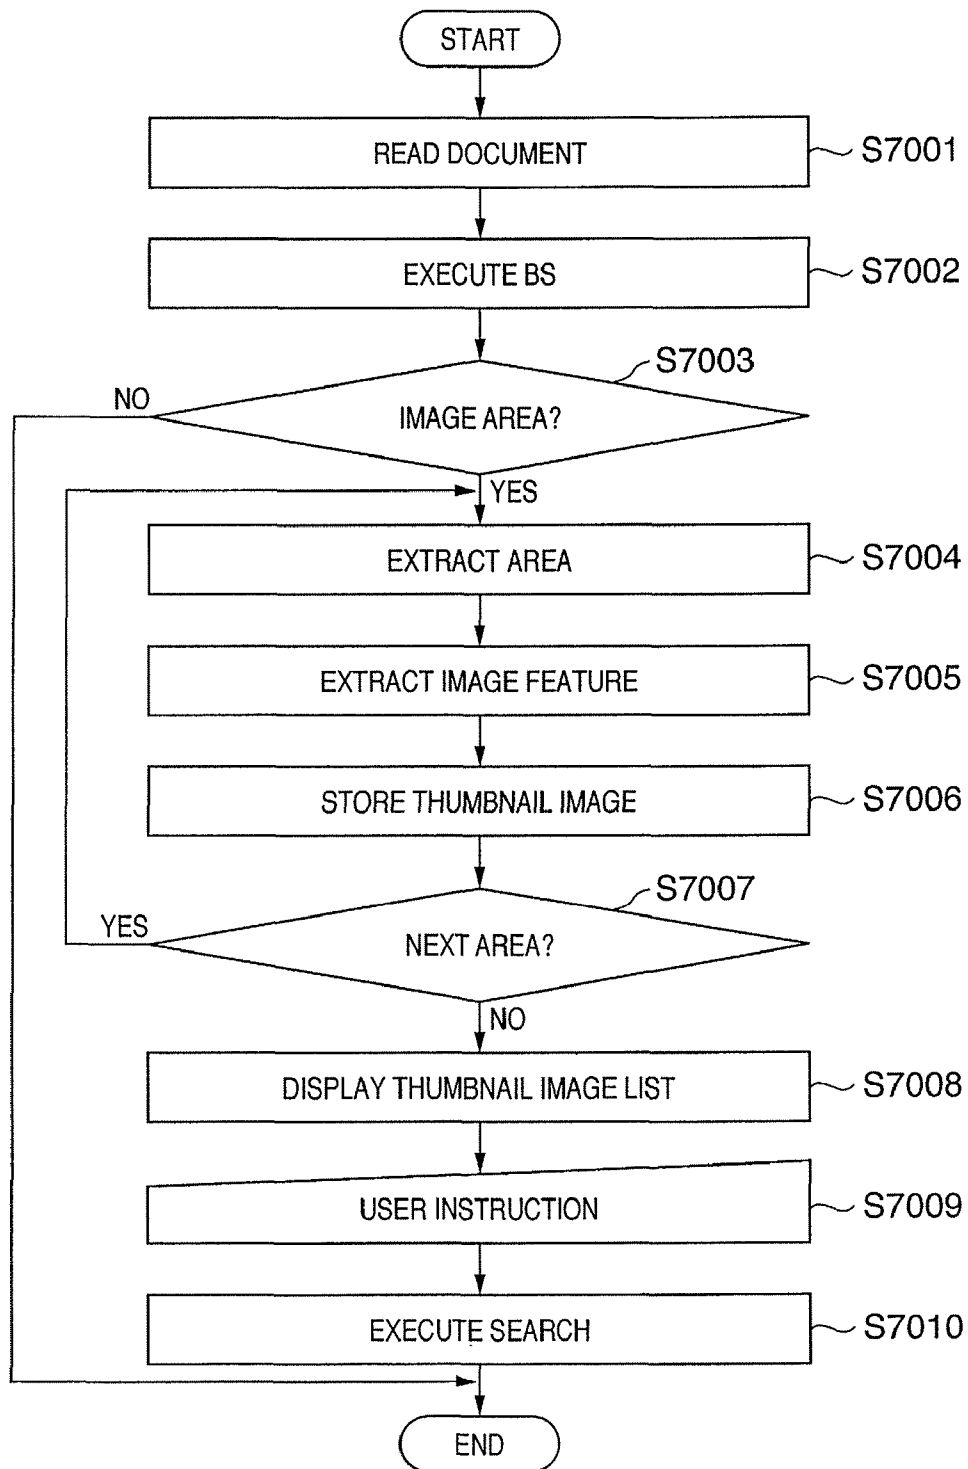 START
READ DOCUMENT
S7001
EXECUTE BS
S7002
S7003
NO
IMAGE AREA?
YES
EXTRACT AREA
S7004
EXTRACT IMAGE FEATURE
S7005
STORE THUMBNAIL IMAGE
S7006
S7007
YES
NEXT AREA?
NO
DISPLAY THUMBNAIL IMAGE LIST
S7008
USER INSTRUCTION
S7009
EXECUTE SEARCH
S7010
END